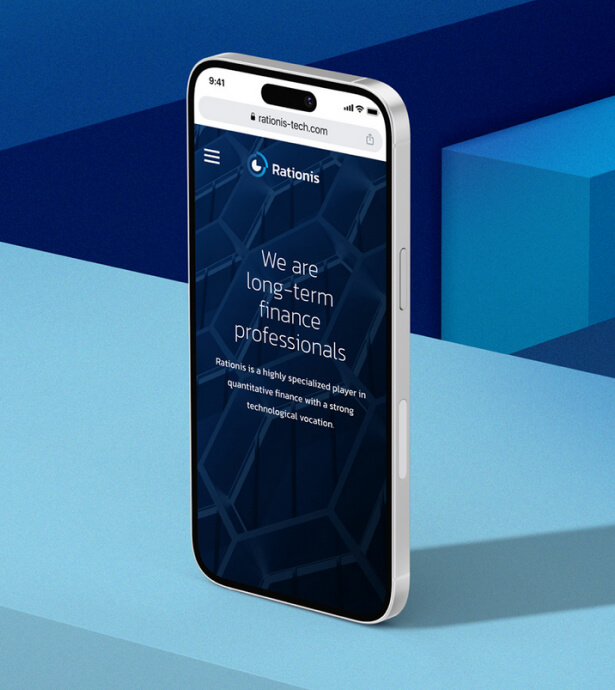 9:41
rationis-tech.com
Rationis
We are
long-term
finance
professionals
Rationis is a highly specialized player in
quantitative finance with a strong
technological vocation.